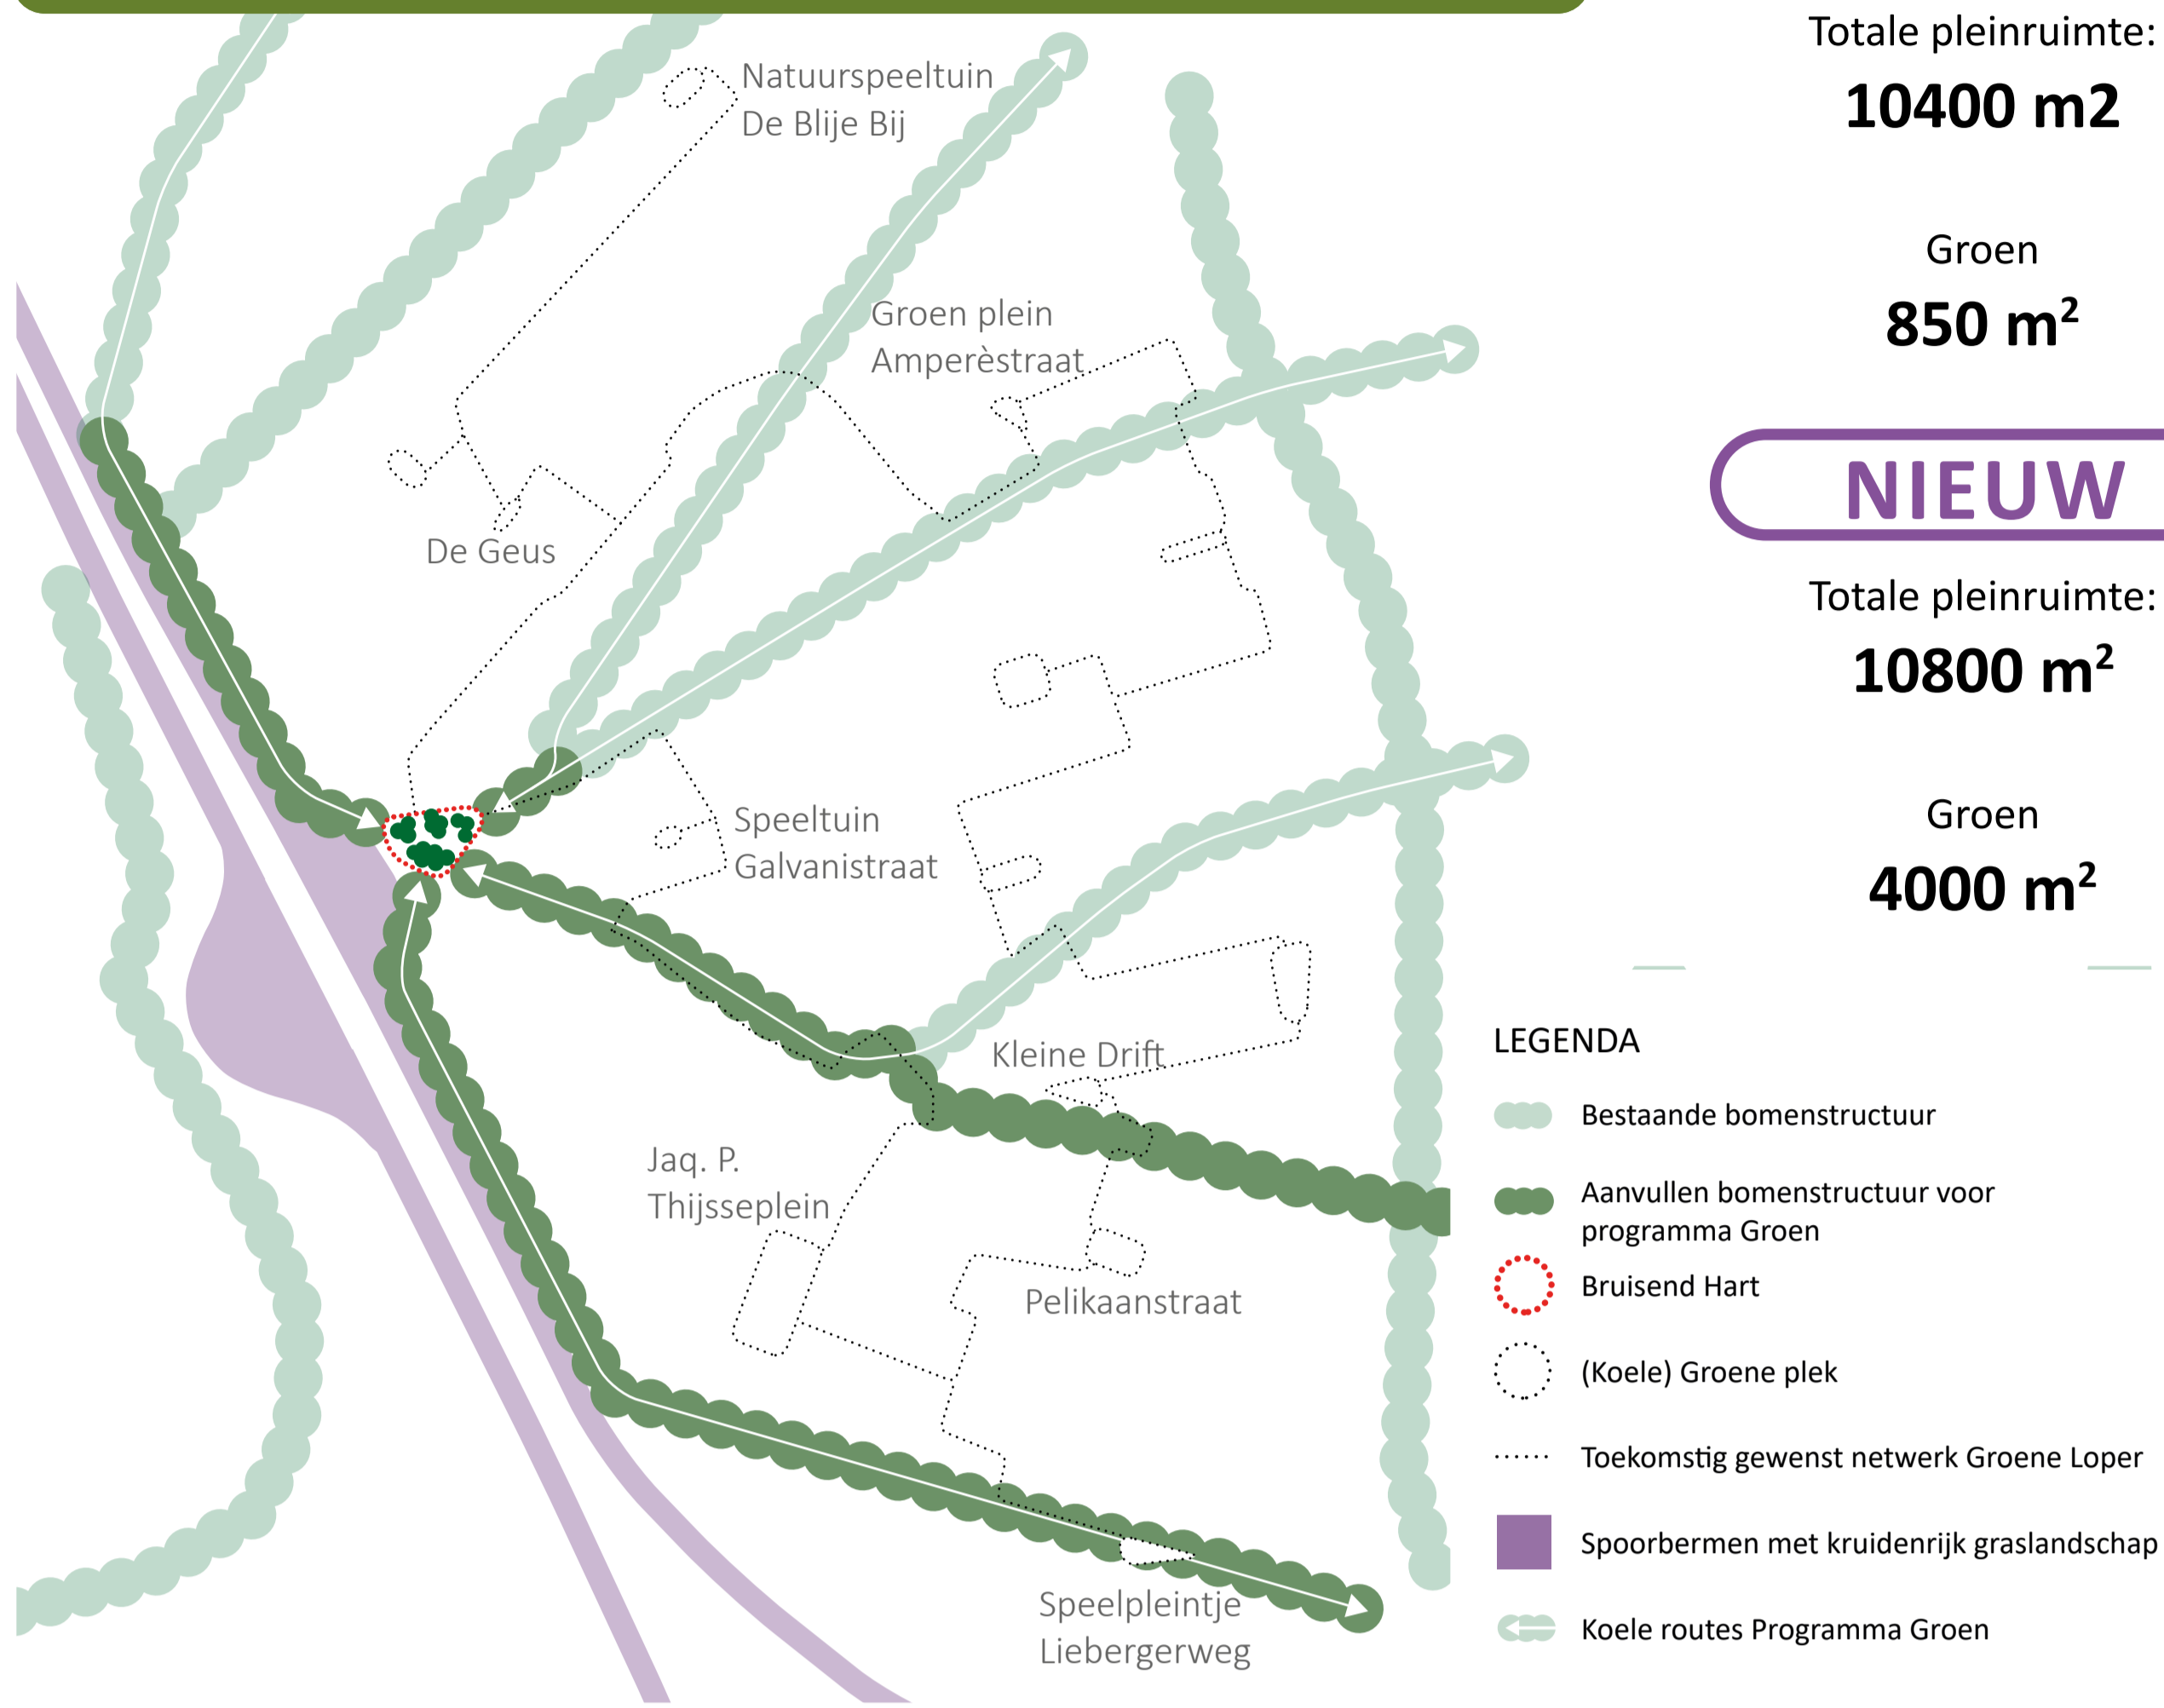 Natuurspeeltuin
De Blije Bij
Groen plein
Amperèstraat
De Geus
Speeltuin
Galvanistraat
Kleine Drift
Jaq. P.
Thijsseplein
Pelikaanstraat
Speelpleintje
Liebergerweg
Totale pleinruimte:
10400 m2
Groen
850 m²
NIEUW
Totale pleinruimte:
10800 m²
Groen
4000 m²
LEGENDA
Bestaande bomenstructuur
Aanvullen bomenstructuur voor
programma Groen
Bruisend Hart
(Koele) Groene plek
Toekomstig gewenst netwerk Groene Loper
Spoorbermen met kruidenrijk graslandschap
Koele routes Programma Groen